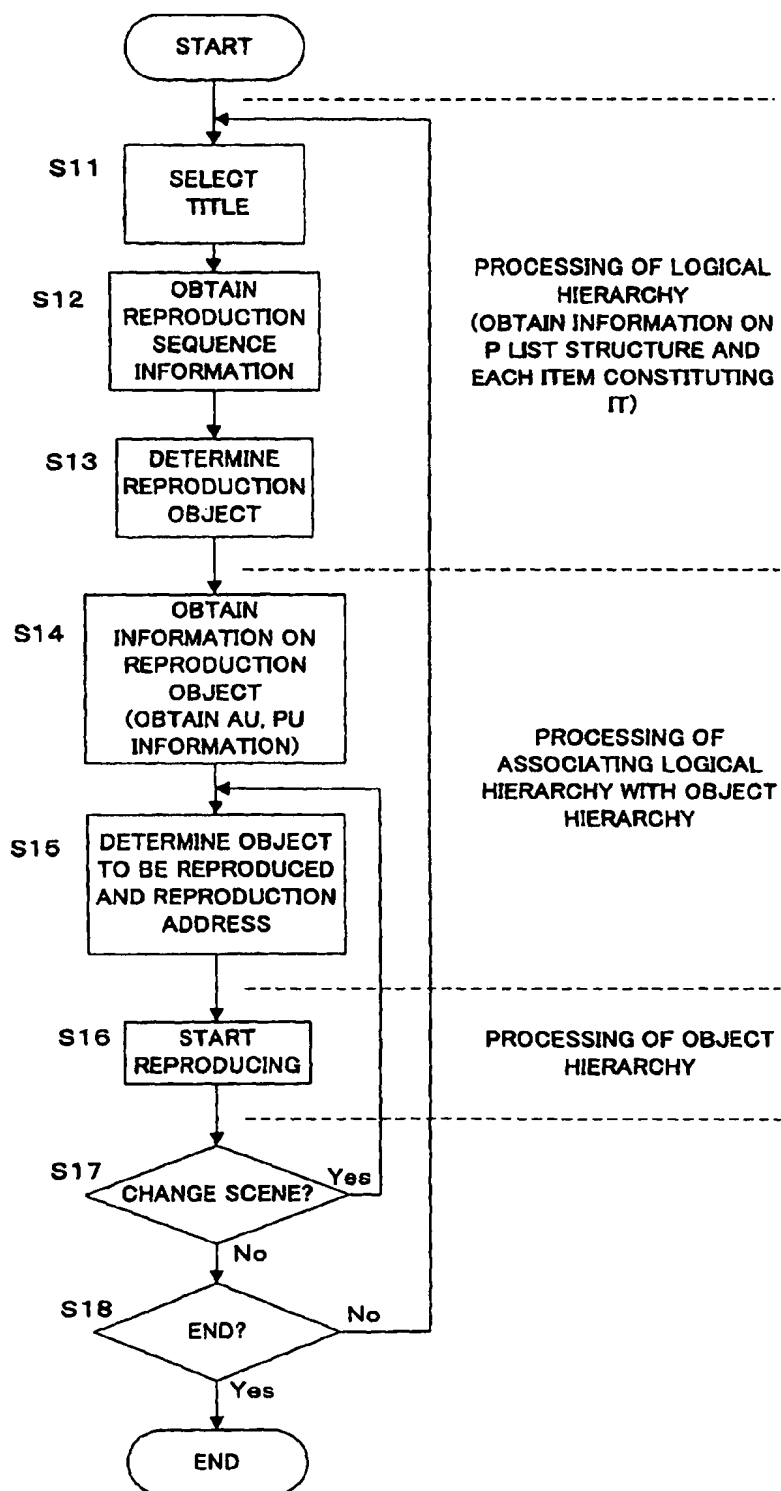 START
S11
SELECT
TITLE
S12
OBTAIN
REPRODUCTION
SEQUENCE
INFORMATION
PROCESSING OF LOGICAL
HIERARCHY
(OBTAIN INFORMATION ON
P LIST STRUCTURE AND
EACH ITEM CONSTITUTING
IT)
S13
DETERMINE
REPRODUCTION
OBJECT
S14
OBTAIN
INFORMATION ON
REPRODUCTION
OBJECT
(OBTAIN AU, PU
INFORMATION)
PROCESSING OF
ASSOCIATING LOGICAL
HIERARCHY WITH OBJECT
HIERARCHY
S15
DETERMINE OBJECT
TO BE REPRODUCED
AND REPRODUCTION
ADDRESS
S16
START
REPRODUCING
PROCESSING OF OBJECT
HIERARCHY
S17
CHANGE SCENE?
Yes
No
S18
END?
No
Yes
END